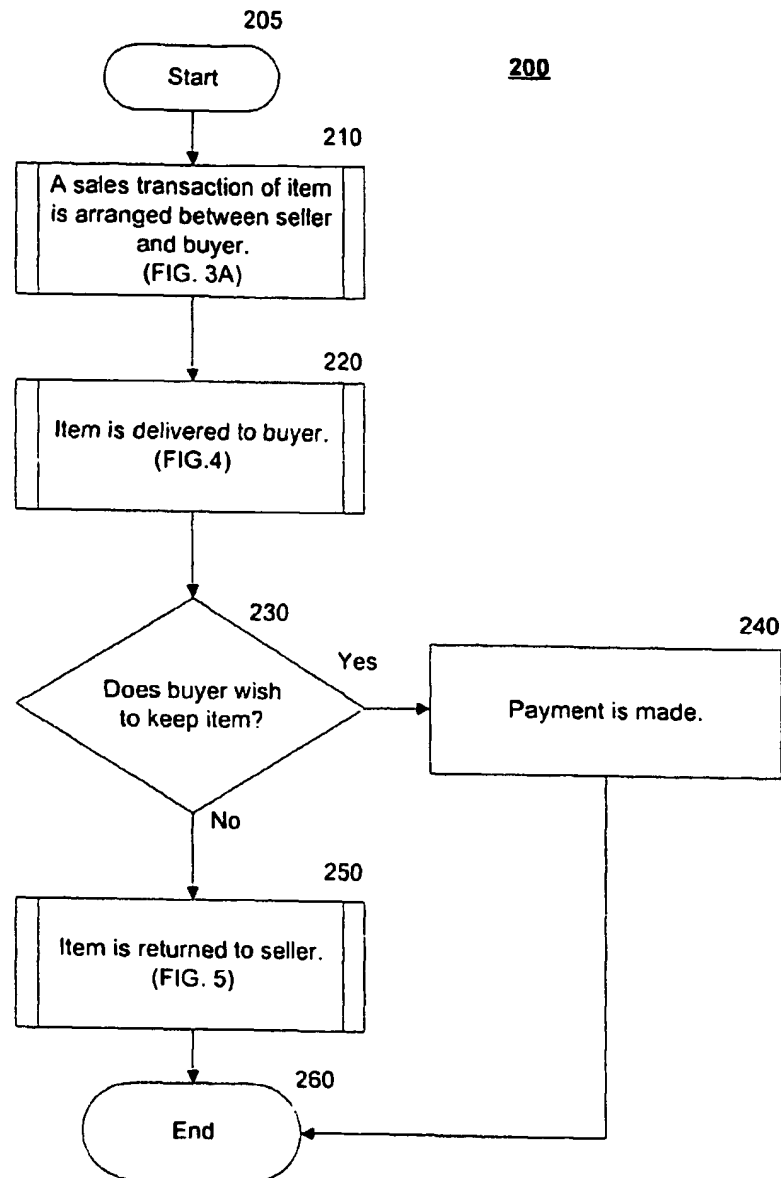 205
Start
200
210
A sales transaction of item
is arranged between seller
and buyer.
(FIG. 3A)
220
Item is delivered to buyer.
(FIG.4)
230
Does buyer wish
to keep item?
Yes
240
Payment is made.
No
250
Item is returned to seller.
(FIG. 5)
260
End